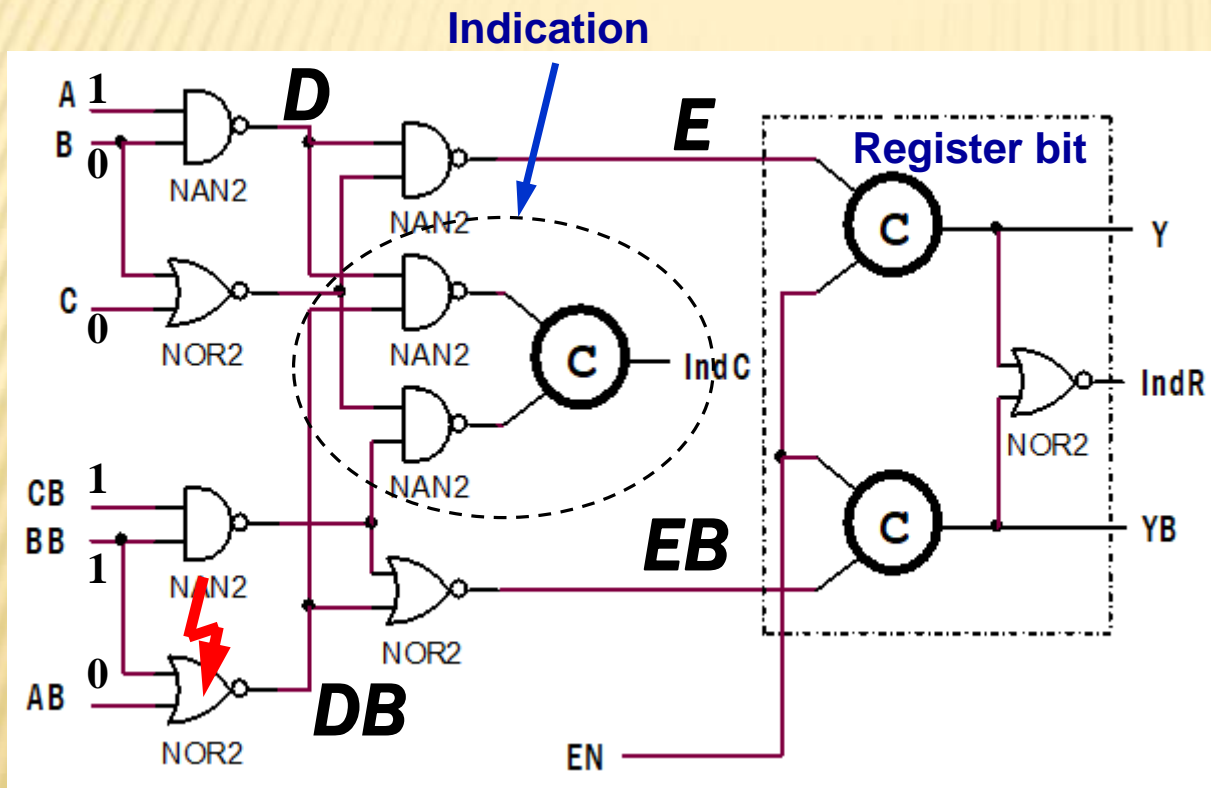 Indication
A 1
B 0
D
NAN2
C 0
NOR2
NAN2
E
Register bit
C
Y
NAN2
C
IndC
IndR
NOR2
NAN2
CB 1
BB 1
NAN2
EB
C
YB
NOR2
0
AB
DB
NOR2
EN